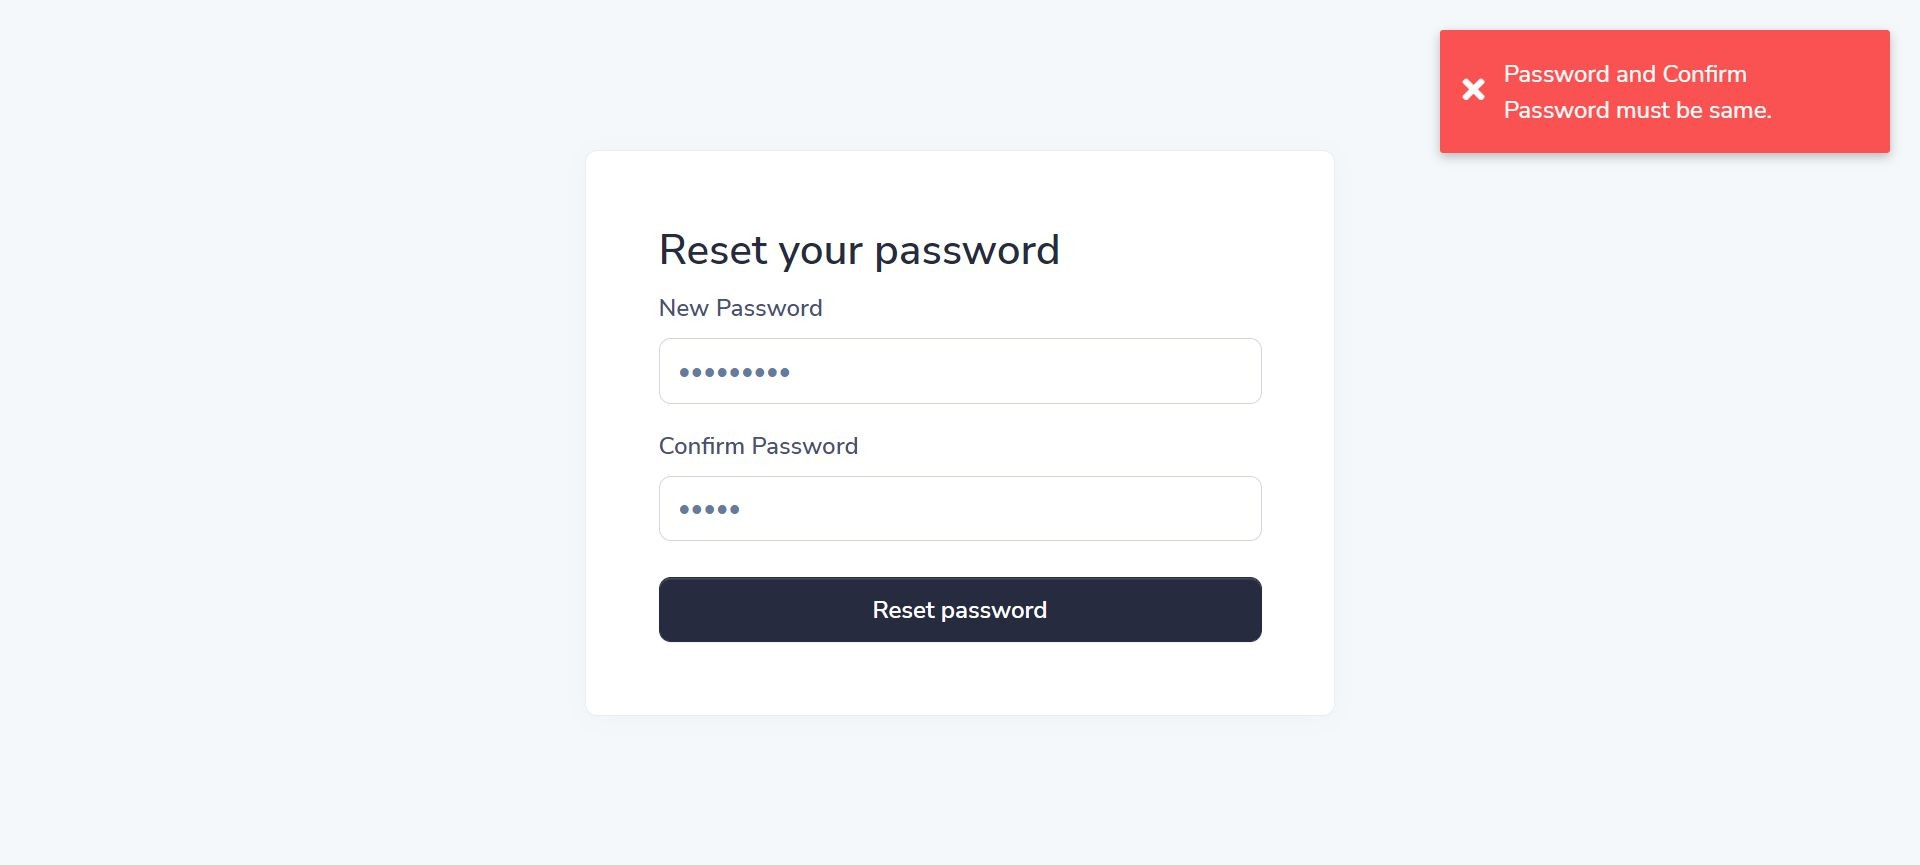 Password and Confirm
Password must be same.
Reset your password
New Password
•••••••••
Confirm Password
•••••
Reset password